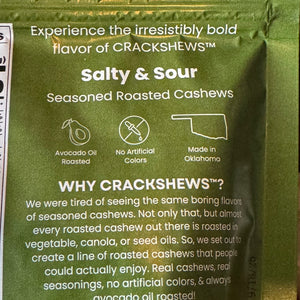 Experience the irresistibly bold
flavor of CRACKSHEWS™
Salty & Sour
Seasoned Roasted Cashews
Avocado Oil
Roasted
No Artificial
Colors
Made in
Oklahoma
WHY CRACKSHEWS™?
We were tired of seeing the same boring flavors
of seasoned cashews. Not only that, but almost
every roasted cashew out there is roasted in
vegetable, canola, or seed oils. So, we set out to
create a line of roasted cashews that people
could actually enjoy. Real cashews, real
seasonings, no artificial colors, & always
avocado oil roasted!